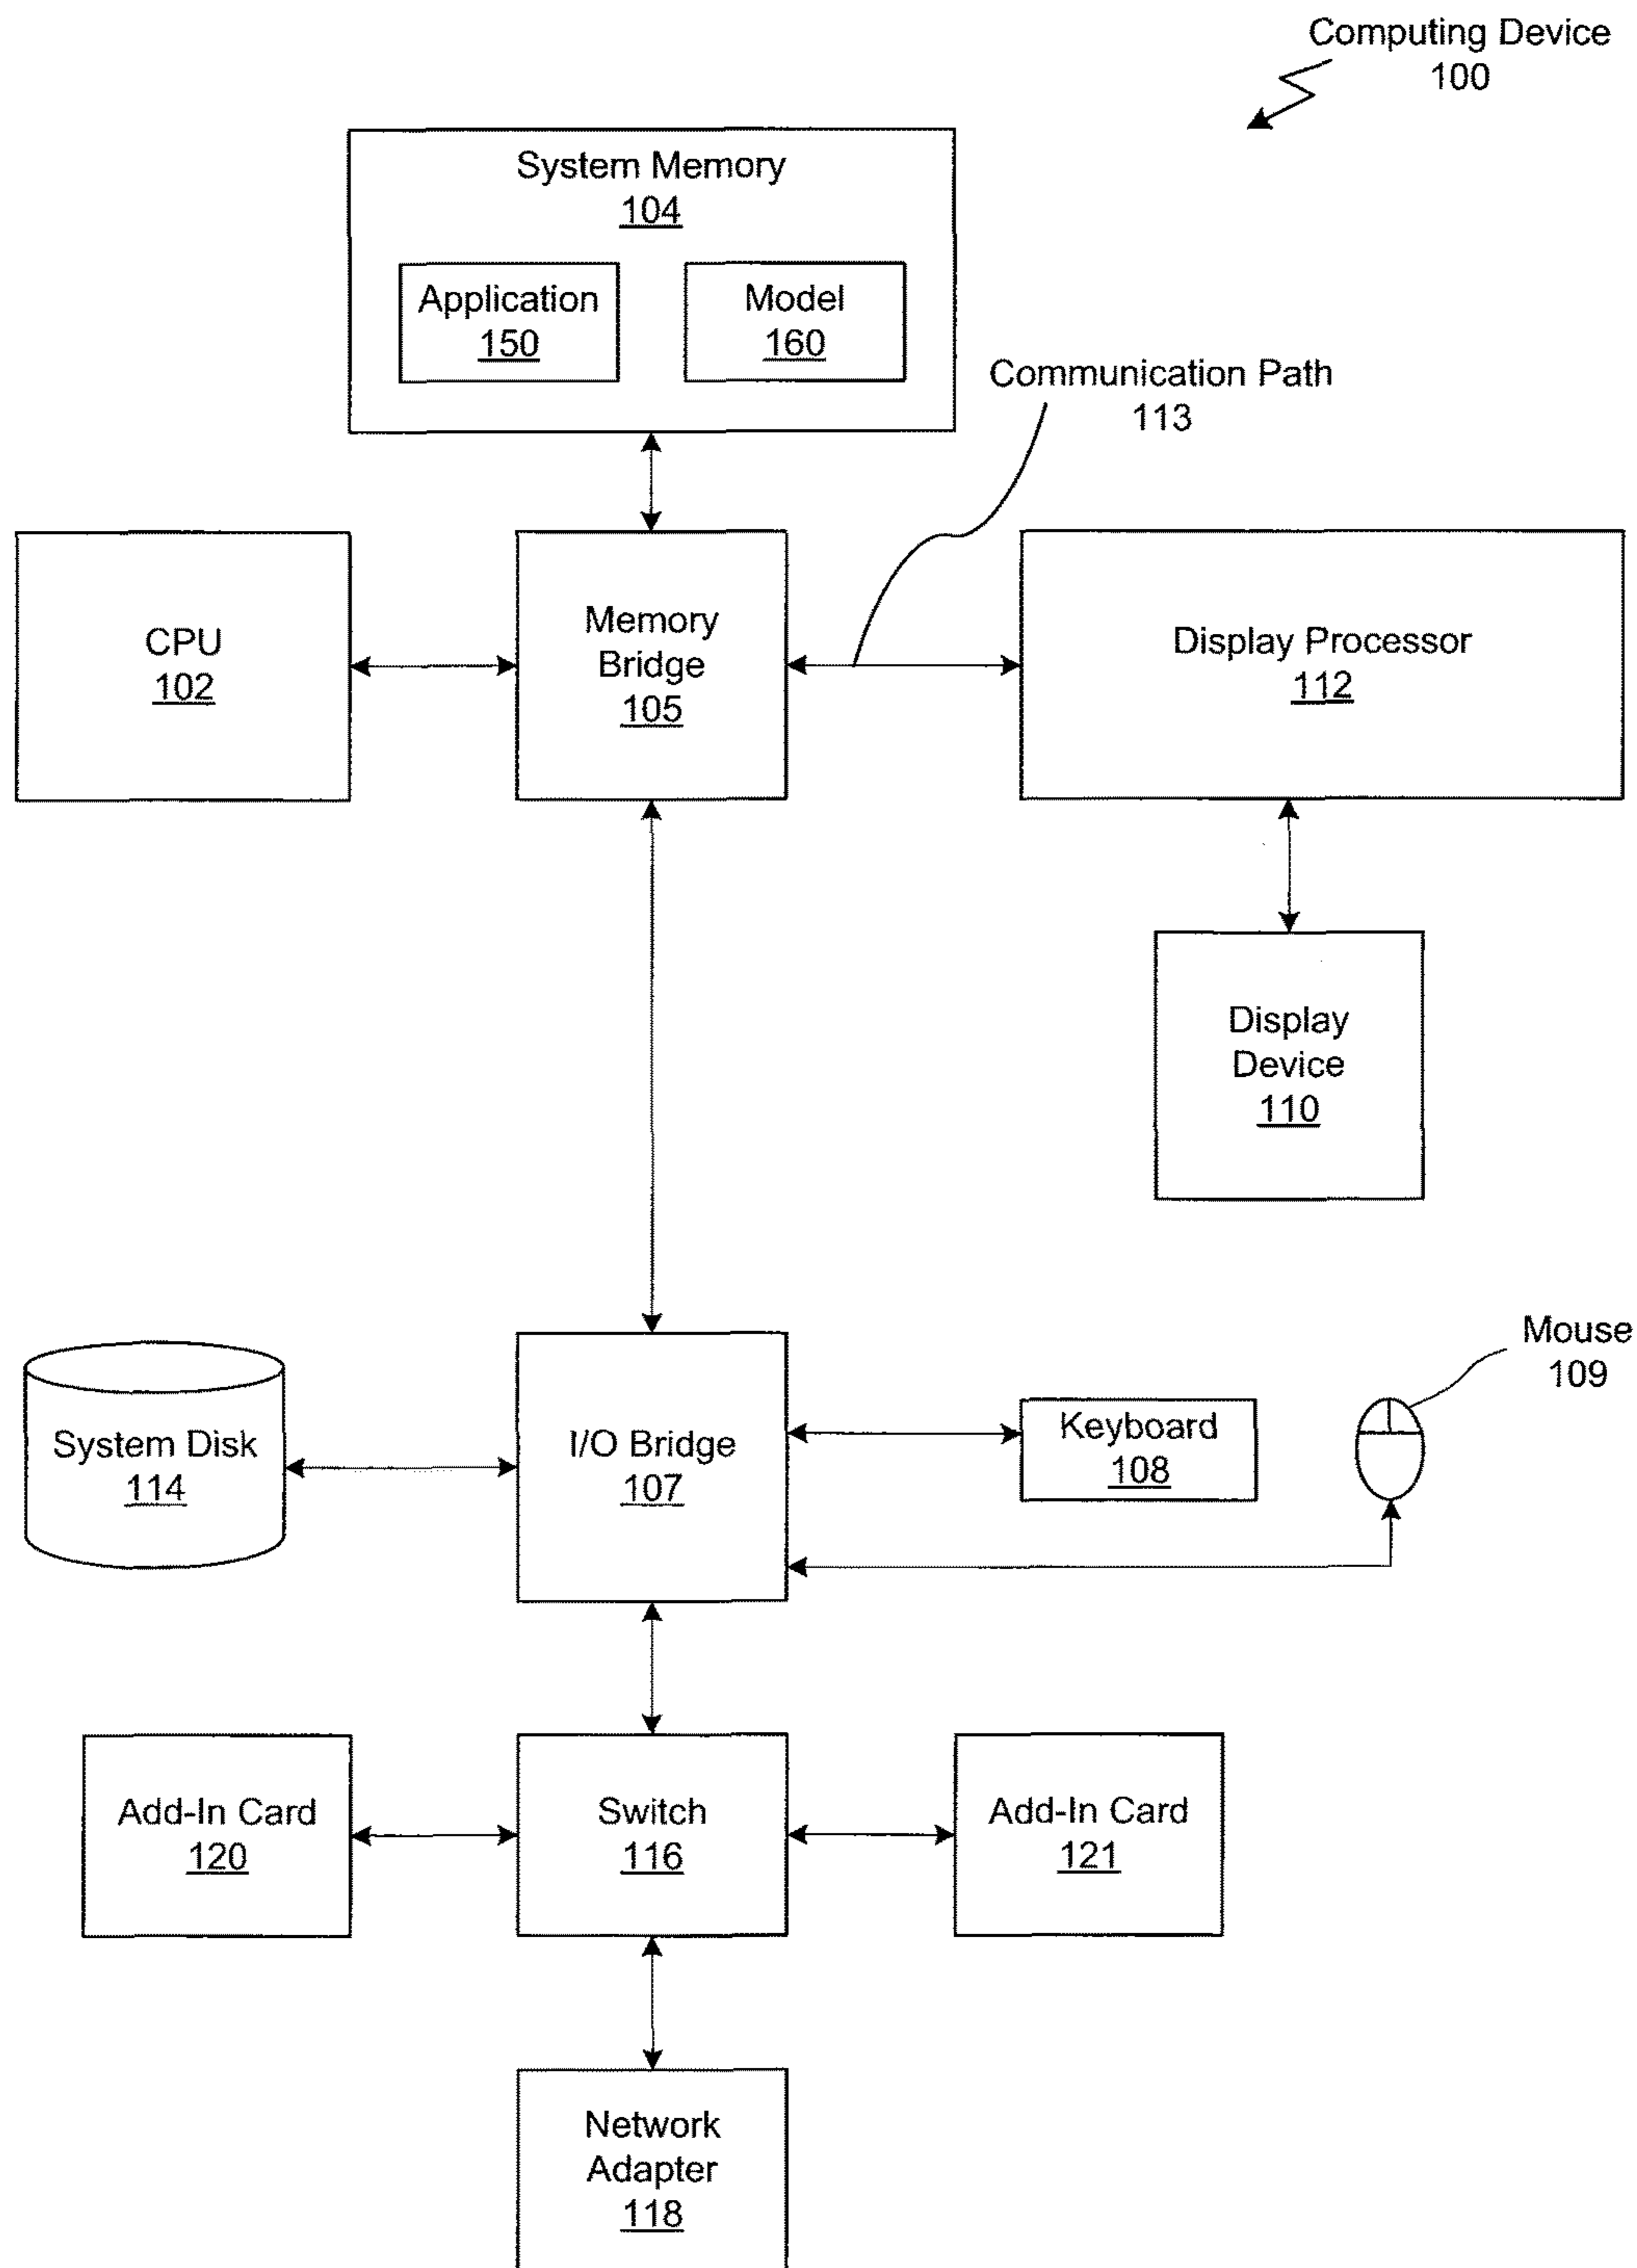 Computing Device
100
System Memory
104
Application
150
Model
160
Communication Path
113
CPU
102
Memory
Bridge
105
Display Processor
112
Display
Device
110
Mouse
109
System Disk
114
I/O Bridge
107
Keyboard
108
Add-In Card
120
Switch
116
Add-In Card
121
Network
Adapter
118